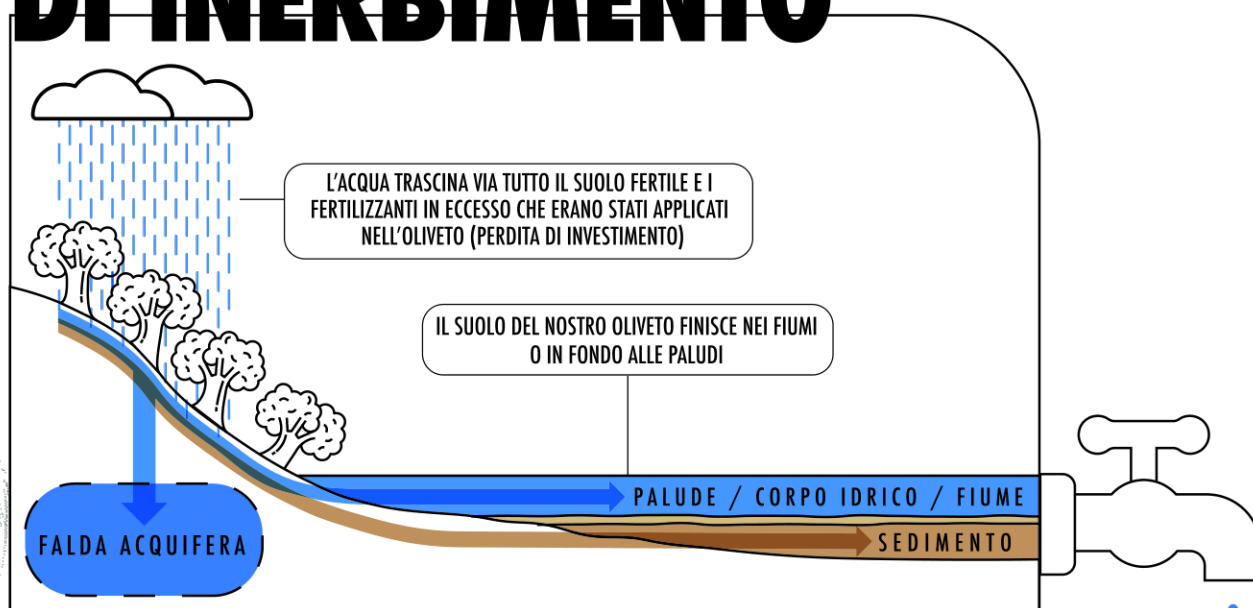 DI INERBIMENTO
L'ACQUA TRASCINA VIA TUTTO IL SUOLO FERTILE E I
FERTILIZZANTI IN ECCESSO CHE ERANO STATI APPLICATI
NELL'OLIVETO (PERDITA DI INVESTIMENTO)
IL SUOLO DEL NOSTRO OLIVETO FINISCE NEI FIUMI
O IN FONDO ALLE PALUDI
PALUDE / CORPO IDRICO / FIUME
FALDA ACQUIFERA
SEDIMENTO